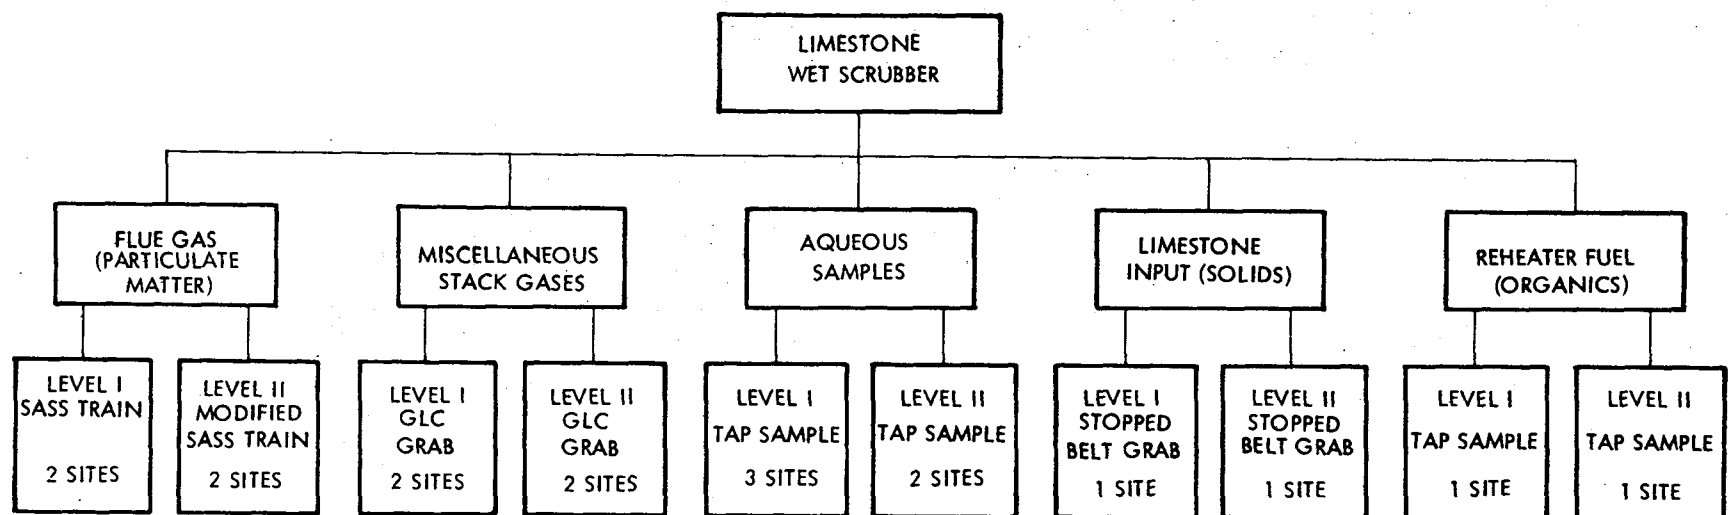 LIMESTONE
WET SCRUBBER
FLUE GAS
(PARTICULATE
MATTER)
MISCELLANEOUS
STACK GASES
AQUEOUS
SAMPLES
LIMESTONE
INPUT (SOLIDS)
REHEATER FUEL
(ORGANICS)
LEVEL I
SASS TRAIN
2 SITES
LEVEL II
MODIFIED
SASS TRAIN
2 SITES
LEVEL I
GLC
GRAB
2 SITES
LEVEL II
GLC
GRAB
2 SITES
LEVEL I
TAP SAMPLE
3 SITES
LEVEL II
TAP SAMPLE
2 SITES
LEVEL I
STOPPED
BELT GRAB
1 SITE
LEVEL II
STOPPED
BELT GRAB
1 SITE
LEVEL I
TAP SAMPLE
1 SITE
LEVEL II
TAP SAMPLE
1 SITE